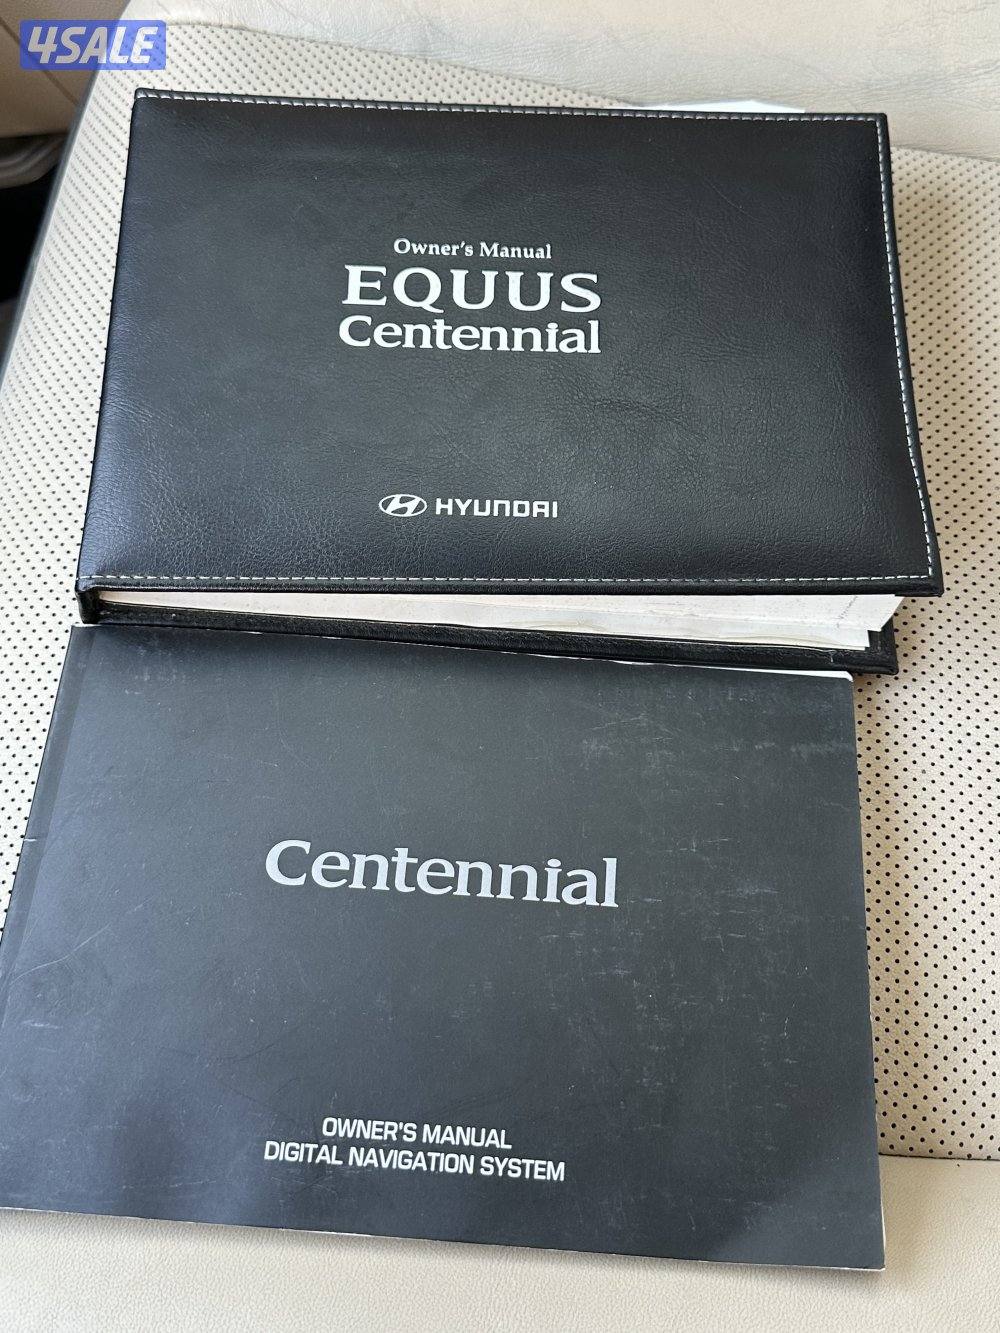 4SALE
Owner's Manual
EQUUS
Centennial
HYUNDAI
Centennial
OWNER'S MANUAL
DIGITAL NAVIGATION SYSTEM